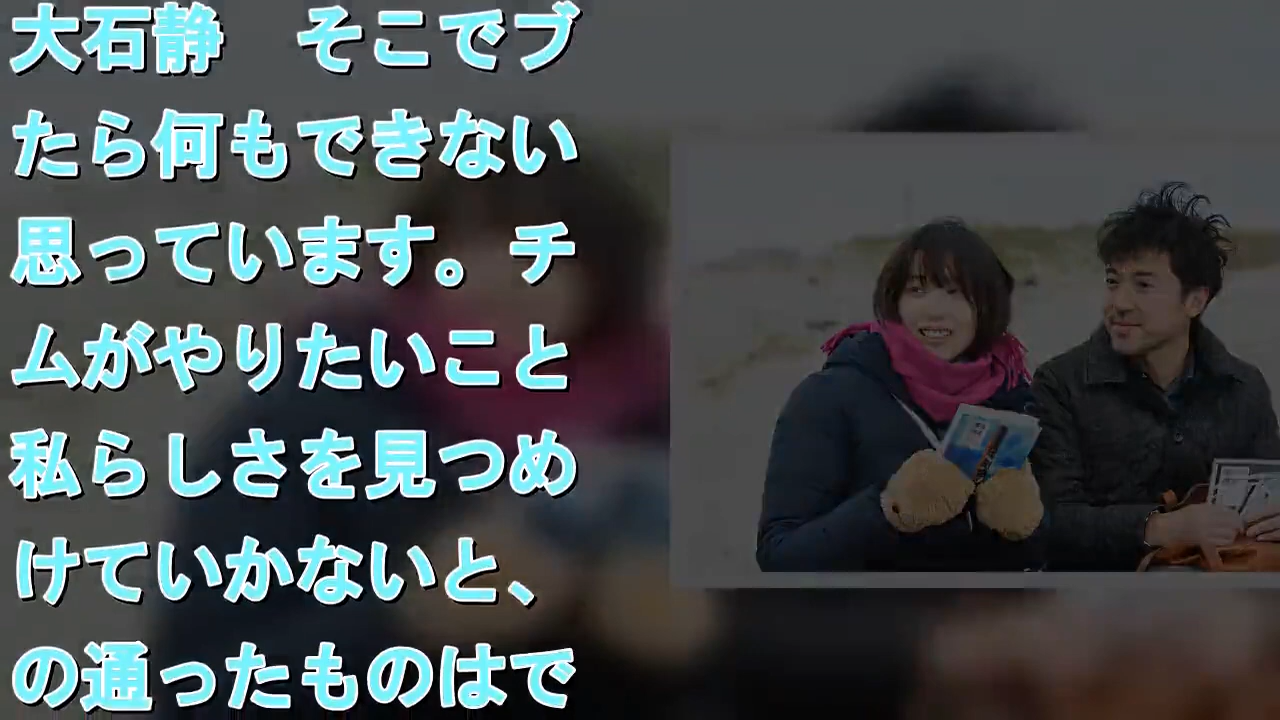 大石静　そこでブ
たら何もできない
思っています。チ
ムがやりたいこと
私らしさを見つめ
けていかないと、
の通ったものはで